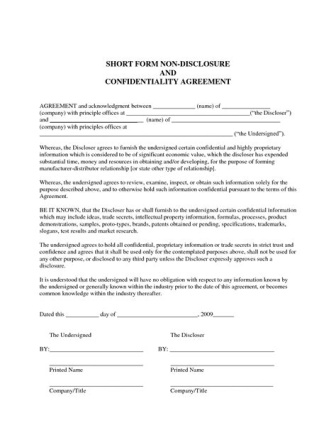 SHORT FORM NON-DISCLOSURE
AND
CONFIDENTIALITY AGREEMENT
AGREEMENT and acknowledgment between ______________ (name) of ________________
(company) with principle offices at __________________________________________("the Discloser")
and ______________________________ (name) of ____________________________________
(company) with principles offices at
________________________________________________________________ ("the Undersigned").
Whereas, the Discloser agrees to furnish the undersigned certain confidential and highly proprietary
information which is considered to be of significant economic value, which the discloser has expended
substantial time, money and resources in obtaining and/or developing, for the purpose of forming
manufacturer-distributor relationship [or state other type of relationship].
Whereas, the undersigned agrees to review, examine, inspect, or obtain such information solely for the
purpose described above, and to otherwise hold such information confidential pursuant to the terms of this
Agreement.
BE IT KNOWN, that the Discloser has or shall furnish to the undersigned certain confidential information
which may include ideas, trade secrets, intellectual property information, formulas, processes, product
demonstrations, samples, proto-types, brands, patents obtained or pending, specifications, trademarks,
slogans, test results and market research.
The undersigned agrees to hold all confidential, proprietary information or trade secrets in strict trust and
confidence and agrees that it shall be used only for the contemplated purposes above, shall not be used for
any other purpose, or disclosed to any third party unless the Discloser expressly approves such a
disclosure.
It is understood that the undersigned will have no obligation with respect to any information known by
the undersigned or generally known within the industry prior to the date of this agreement, or becomes
common knowledge within the industry thereafter.
Dated this ___________ day of __________________________, 2009_______
The Undersigned The Discloser
BY:______________________________ BY: __________________________________
______________________________ __________________________________
Printed Name Printed Name
______________________________ __________________________________
Company/Title Company/Title